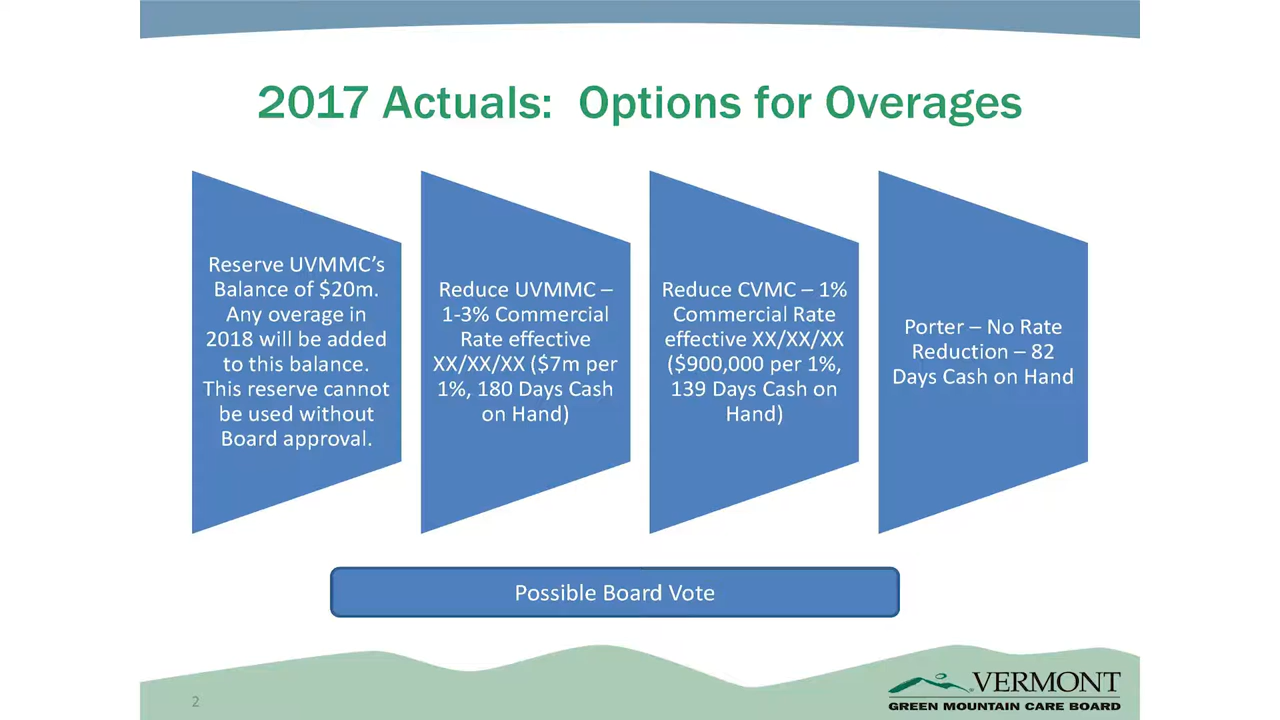 2017 Actuals: Options for Overages
Reserve UVMMC’s
Balance of $20m.
Any overage in
2018 will be added
to this balance.
This reserve cannot
be used without
Board approval.
Reduce UVMMC –
1-3% Commercial
Rate effective
XX/XX/XX ($7m per
1%, 180 Days Cash
on Hand)
Reduce CVMC – 1%
Commercial Rate
effective XX/XX/XX
($900,000 per 1%,
139 Days Cash on
Hand)
Porter – No Rate
Reduction – 82
Days Cash on Hand
Possible Board Vote
2
VERMONT
GREEN MOUNTAIN CARE BOARD